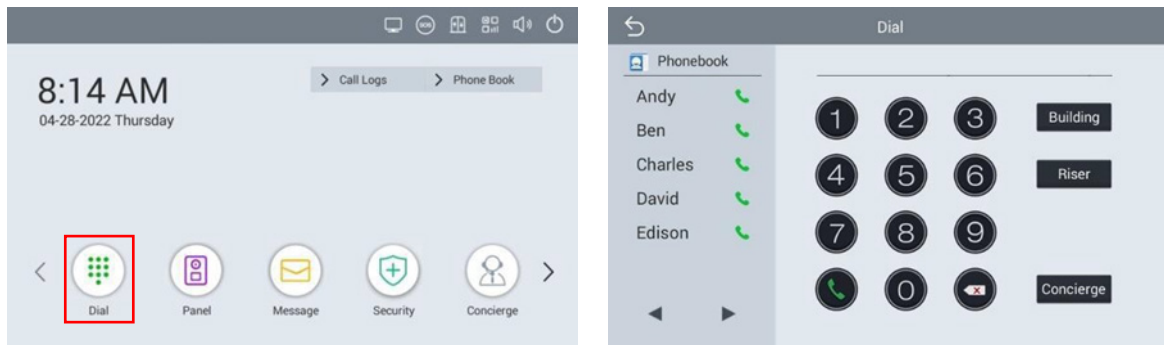 SOS
8:14 AM
04-28-2022 Thursday
> Call Logs > Phone Book
Dial Panel Message Security Concierge
Dial
Phonebook
Andy
Ben
Charles
David
Edison
1 2 3 Building
4 5 6 Riser
7 8 9
0 Concierge